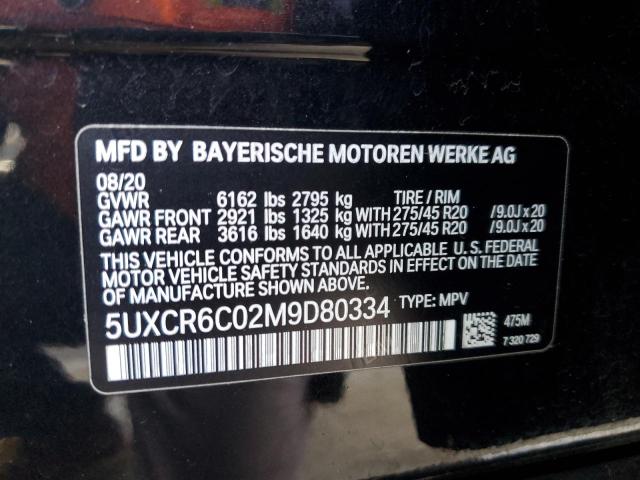 MFD BY BAYERISCHE MOTOREN WERKE AG
08/20
GVWR 6162 lbs 2795 kg TIRE / RIM
GAWR FRONT 2921 lbs 1325 kg WITH 275/45 R20 /9.0J x 20
GAWR REAR 3616 lbs 1640 kg WITH 275/45 R20 /9.0J x 20
THIS VEHICLE CONFORMS TO ALL APPLICABLE U. S. FEDERAL
MOTOR VEHICLE SAFETY STANDARDS IN EFFECT ON THE DATE
OF MANUFACTURE SHOWN ABOVE.
5UXCR6C02M9D80334 TYPE: MPV
475M
7 320 729